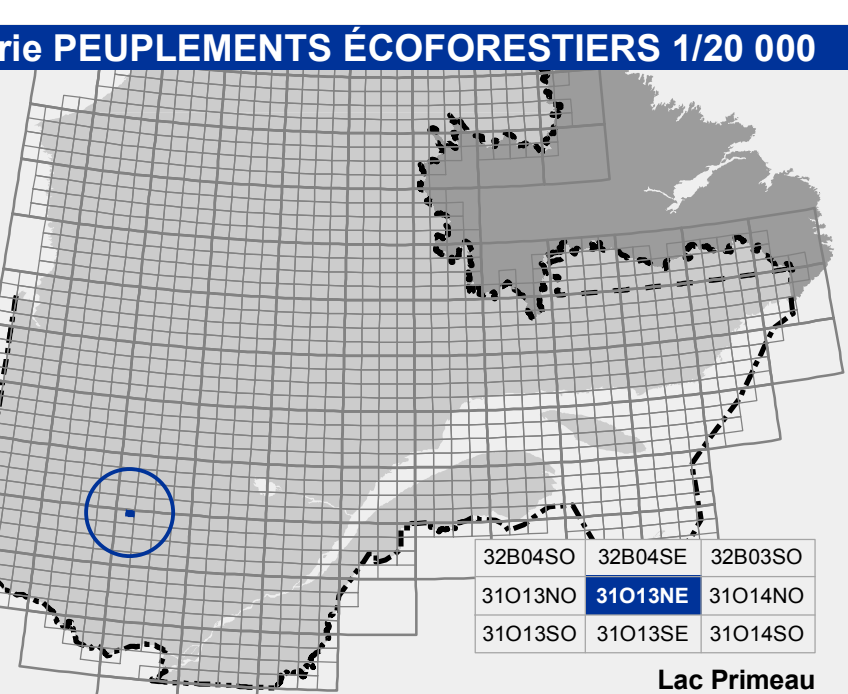 rie PEUPLEMENTS ÉCOFORESTIERS 1/20 000
32B04SO 32B04SE 32B03SO
31O13NO 31O13NE 31O14NO
31O13SO 31O13SE 31O14SO
Lac Primeau